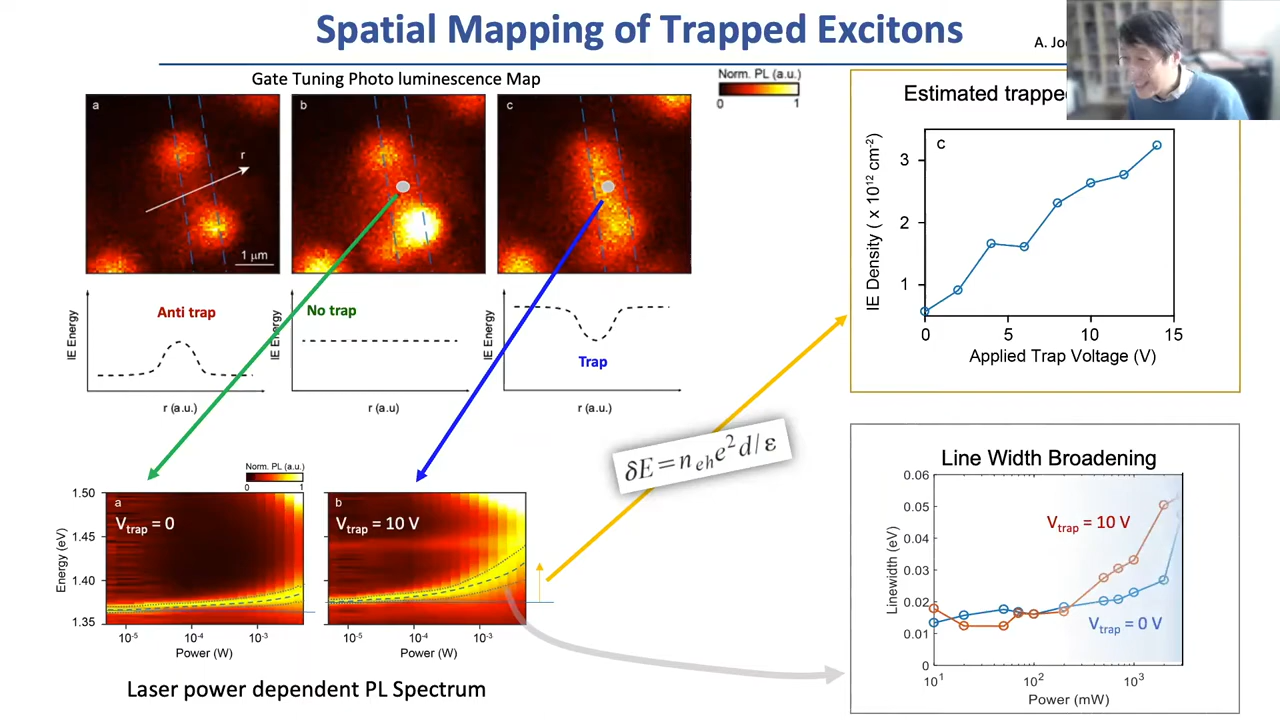 Spatial Mapping of Trapped Excitons
A. Joe
Gate Tuning Photo luminescence Map
Norm. PL (a.u.)
0 1
a
r
1 μm
b
c
IE Energy
Anti trap
r (a.u.)
IE Energy
No trap
r (a.u)
IE Energy
Trap
r (a.u.)
Estimated trapped
c
IE Density ( x 10¹² cm⁻²)
3
2
1
0 5 10 15
Applied Trap Voltage (V)
δE = n_eh e² d / ε
Norm. PL (a.u.)
0 1
a
V_trap = 0
Energy (eV)
1.50
1.45
1.40
1.35
10⁻⁵ 10⁻⁴ 10⁻³
Power (W)
b
V_trap = 10 V
10⁻⁵ 10⁻⁴ 10⁻³
Power (W)
Laser power dependent PL Spectrum
Line Width Broadening
Linewidth (eV)
0.06
0.05
0.04
0.03
0.02
0.01
0
V_trap = 10 V
V_trap = 0 V
10¹ 10² 10³
Power (mW)